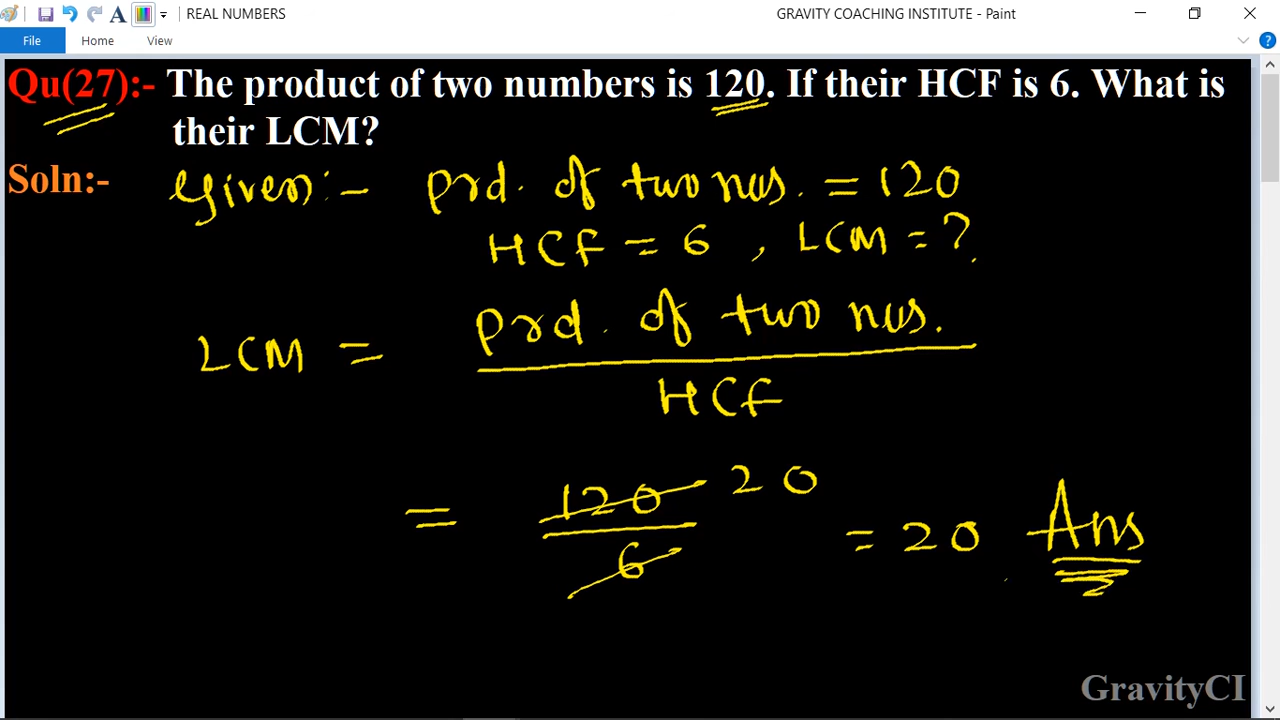 REAL NUMBERS
GRAVITY COACHING INSTITUTE - Paint
File Home View
Qu(27):- The product of two numbers is 120. If their HCF is 6. What is
their LCM?
Soln:- Given:- Prd. of two nus. = 120
HCF = 6 , LCM = ?
LCM = Prd. of two nus.
HCF
= 120 20
6
= 20 Ans
GravityCI